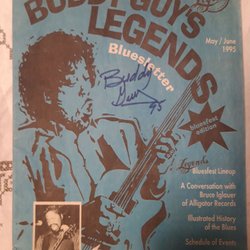 BUDDY GUY'S
LEGENDS
Bluesletter
May / June
1995
Buddy
Guy
95
bluesfest
edition
Legends
Bluesfest Lineup
A Conversation with
Bruce Iglauer
of Alligator Records
Illustrated History
of the Blues
Schedule of Events